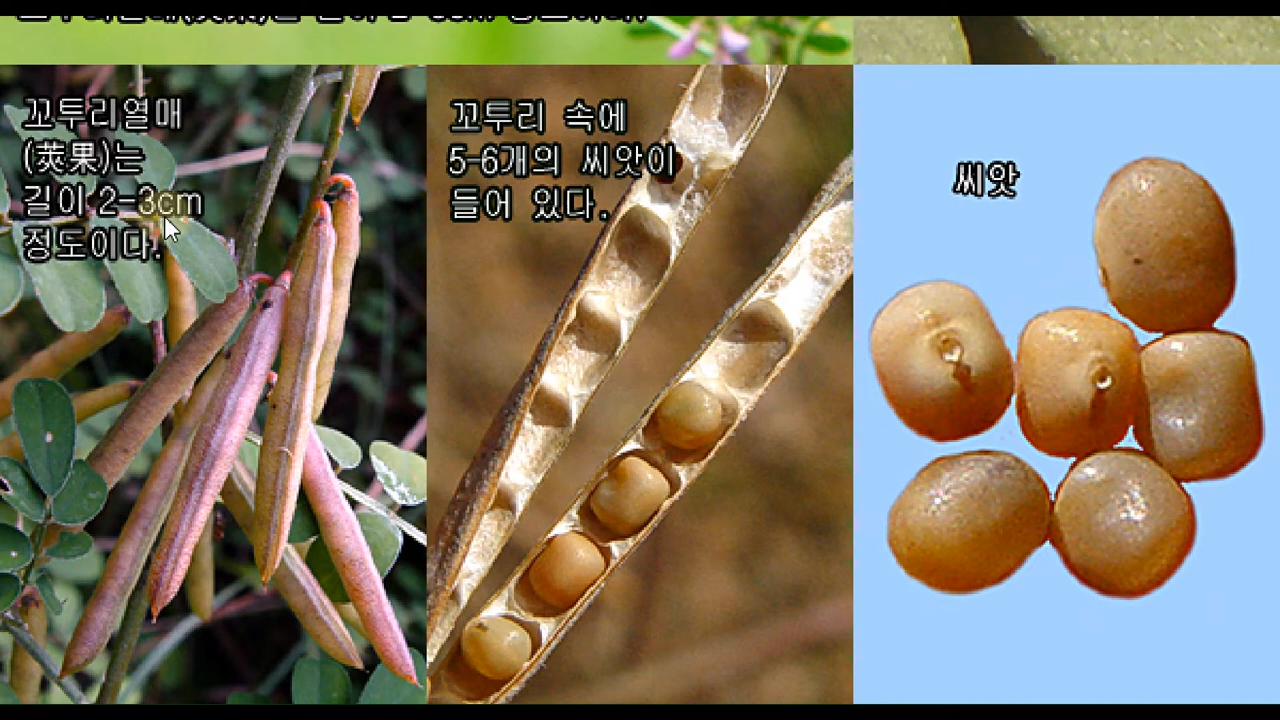 꼬투리열매
(莢果)는
길이 2-3cm
정도이다.
꼬투리 속에
5-6개의 씨앗이
들어 있다.
씨앗